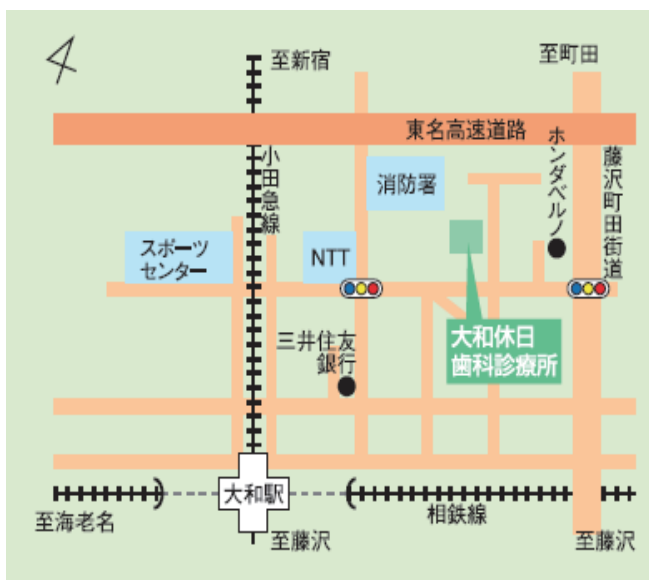 至新宿
至町田
東名高速道路
小田急線
消防署
ホンダベルノ
藤沢町田街道
スポーツ
センター
NTT
三井住友
銀行
大和休日
歯科診療所
大和駅
至海老名
相鉄線
至藤沢
至藤沢